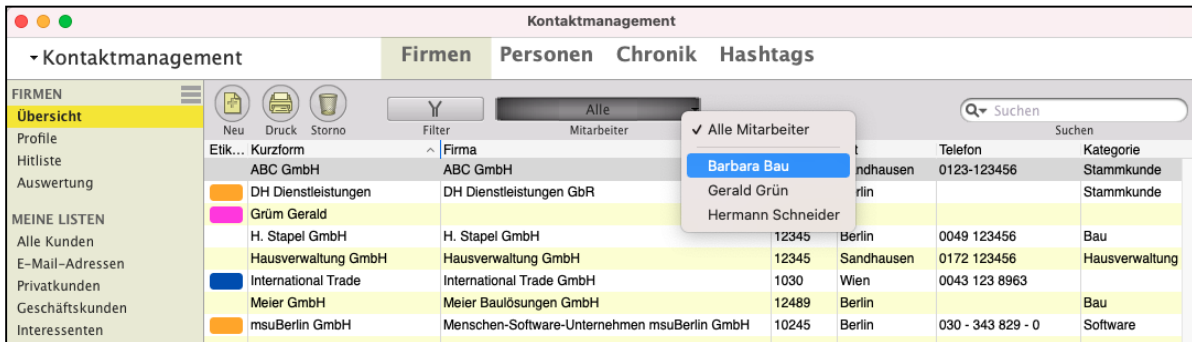 Kontaktmanagement
Kontaktmanagement Firmen Personen Chronik Hashtags
FIRMEN
Übersicht
Profile
Hitliste
Auswertung
MEINE LISTEN
Alle Kunden
E-Mail-Adressen
Privatkunden
Geschäftskunden
Interessenten
Neu Druck Storno Filter Alle Mitarbeiter Suchen Suchen
✓ Alle Mitarbeiter
Barbara Bau
Gerald Grün
Hermann Schneider
Etik... Kurzform Firma t Telefon Kategorie
ABC GmbH ABC GmbH ndhausen 0123-123456 Stammkunde
DH Dienstleistungen DH Dienstleistungen GbR rlin Stammkunde
Grüm Gerald
H. Stapel GmbH H. Stapel GmbH 12345 Berlin 0049 123456 Bau
Hausverwaltung GmbH Hausverwaltung GmbH 12345 Sandhausen 0172 123456 Hausverwaltung
International Trade International Trade GmbH 1030 Wien 0043 123 8963
Meier GmbH Meier Baulösungen GmbH 12489 Berlin Bau
msuBerlin GmbH Menschen-Software-Unternehmen msuBerlin GmbH 10245 Berlin 030 - 343 829 - 0 Software